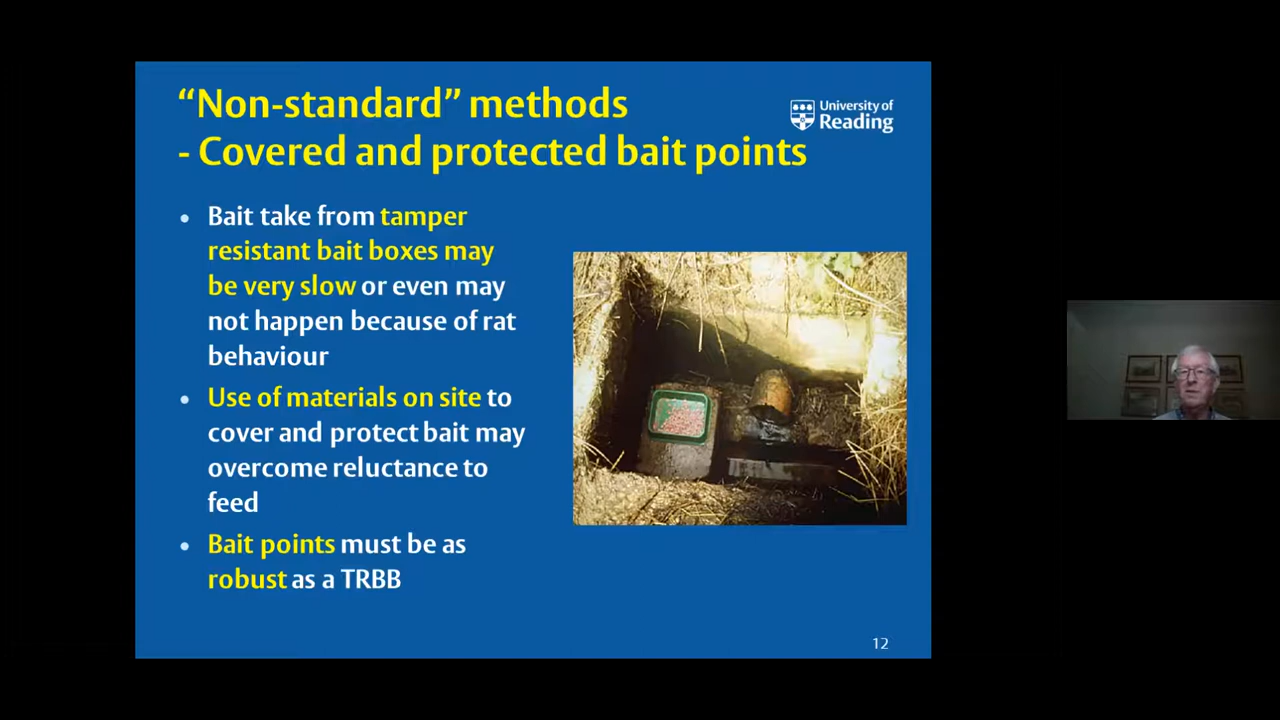 “Non-standard” methods
- Covered and protected bait points
University of
Reading
• Bait take from tamper
resistant bait boxes may
be very slow or even may
not happen because of rat
behaviour
• Use of materials on site to
cover and protect bait may
overcome reluctance to
feed
• Bait points must be as
robust as a TRBB
12